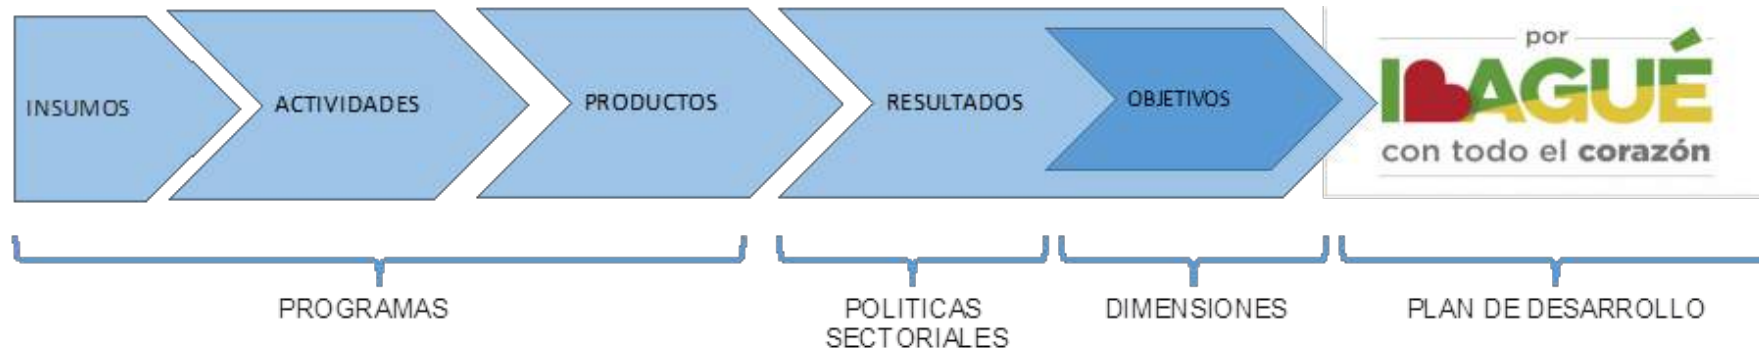 INSUMOS
ACTIVIDADES
PRODUCTOS
RESULTADOS
OBJETIVOS
por
IBAGUÉ
con todo el corazón
PROGRAMAS
POLITICAS
SECTORIALES
DIMENSIONES
PLAN DE DESARROLLO